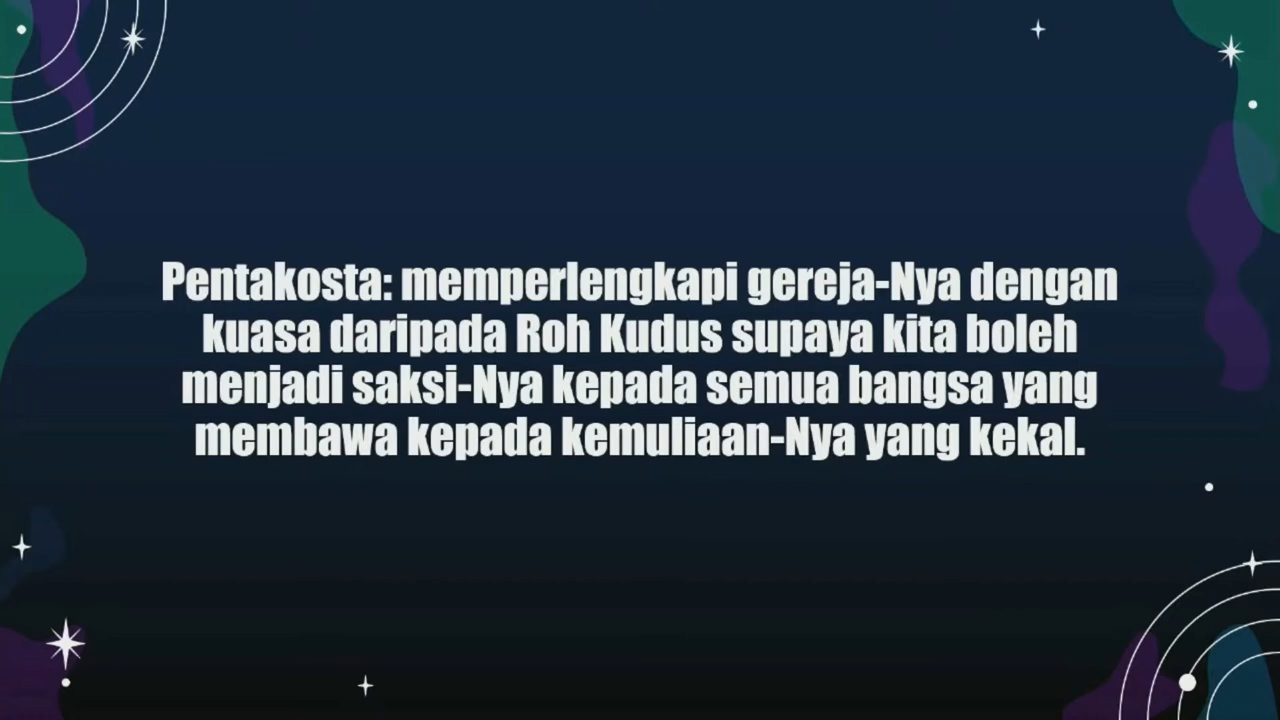 Pentakosta: memperlengkapi gereja-Nya dengan
kuasa daripada Roh Kudus supaya kita boleh
menjadi saksi-Nya kepada semua bangsa yang
membawa kepada kemuliaan-Nya yang kekal.